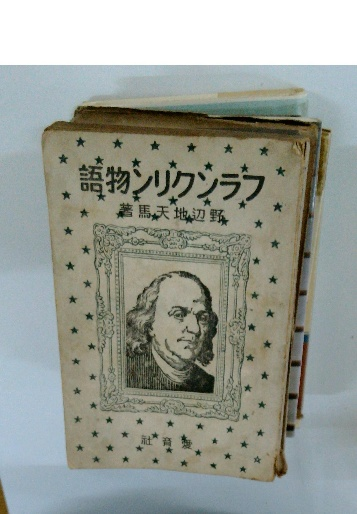 フランクリン物語
野辺地天馬著
愛育社